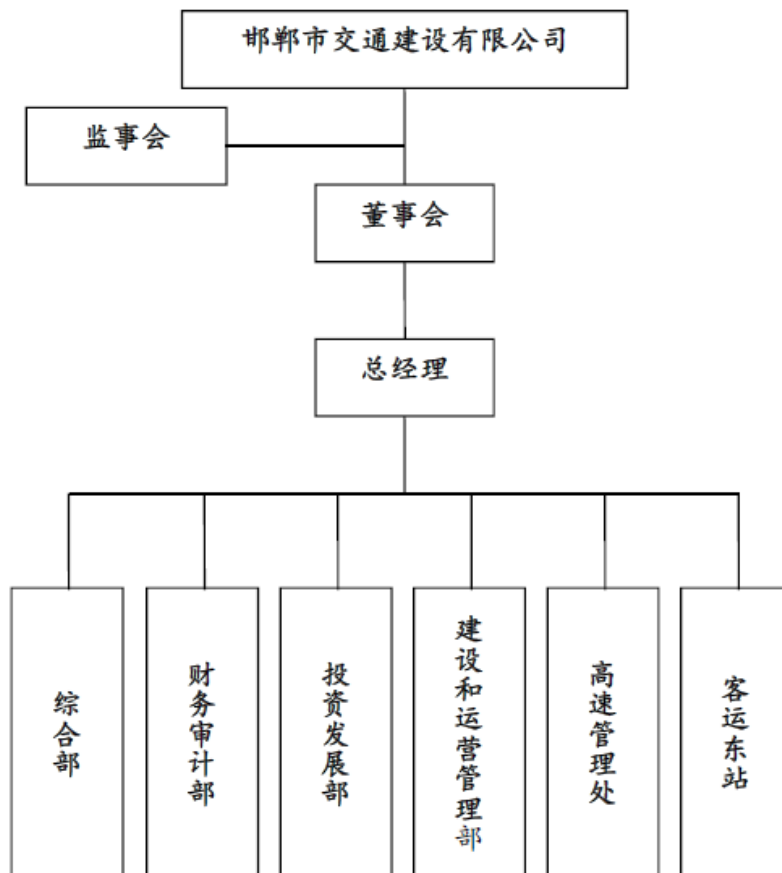 邯郸市交通建设有限公司
监事会
董事会
总经理
综合部
财务审计部
投资发展部
建设和运营管理部
高速管理处
客运东站